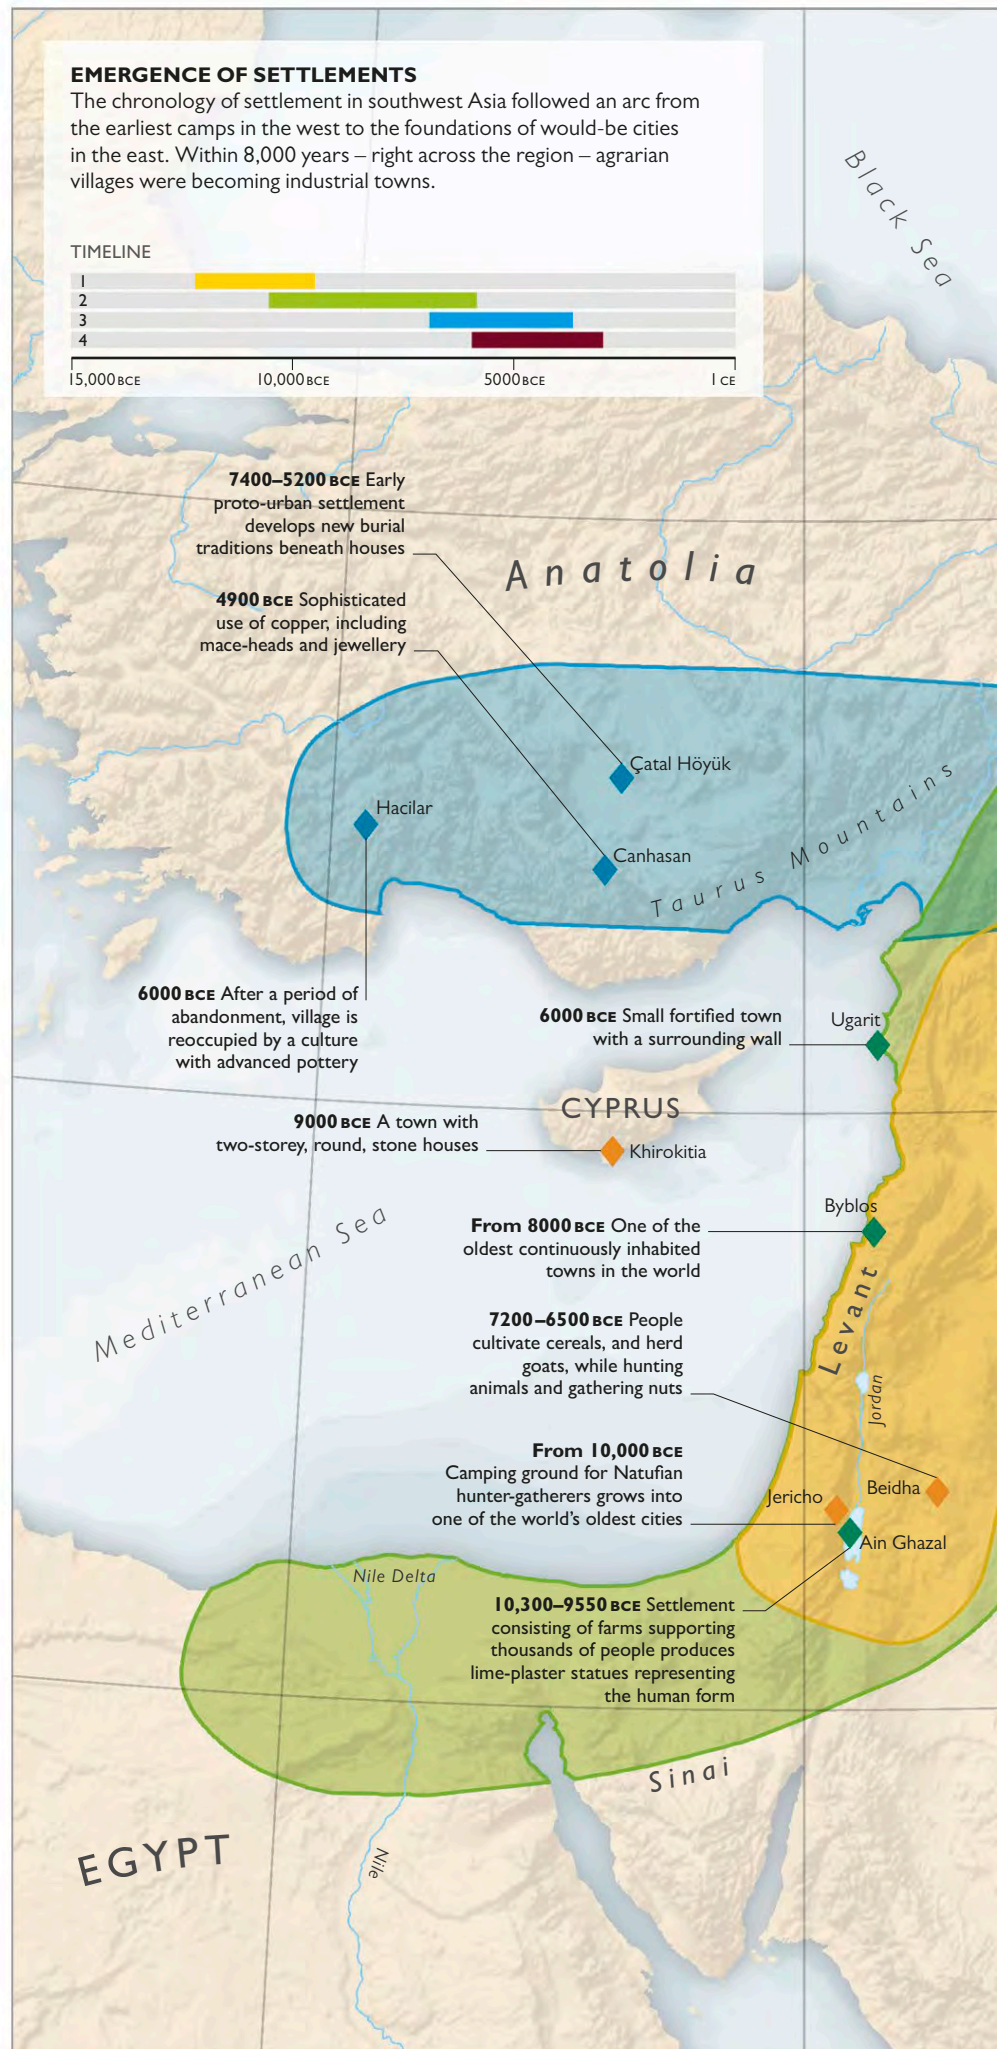 EMERGENCE OF SETTLEMENTS
The chronology of settlement in southwest Asia followed an arc from
the earliest camps in the west to the foundations of would-be cities
in the east. Within 8,000 years – right across the region – agrarian
villages were becoming industrial towns.
TIMELINE
1
2
3
4
15,000 BCE
10,000 BCE
5000 BCE
1 CE
Black Sea
7400–5200 BCE Early
proto-urban settlement
develops new burial
traditions beneath houses
Anatolia
4900 BCE Sophisticated
use of copper, including
mace-heads and jewellery
Çatal Höyük
Hacilar
Canhasan
Taurus Mountains
6000 BCE After a period of
abandonment, village is
reoccupied by a culture
with advanced pottery
6000 BCE Small fortified town
with a surrounding wall
Ugarit
CYPRUS
9000 BCE A town with
two-storey, round, stone houses
Khirokitia
Mediterranean Sea
Byblos
From 8000 BCE One of the
oldest continuously inhabited
towns in the world
Levant
7200–6500 BCE People
cultivate cereals, and herd
goats, while hunting
animals and gathering nuts
Jordan
From 10,000 BCE
Camping ground for Natufian
hunter-gatherers grows into
one of the world's oldest cities
Jericho
Beidha
Ain Ghazal
Nile Delta
10,300–9550 BCE Settlement
consisting of farms supporting
thousands of people produces
lime-plaster statues representing
the human form
Sinai
EGYPT
Nile